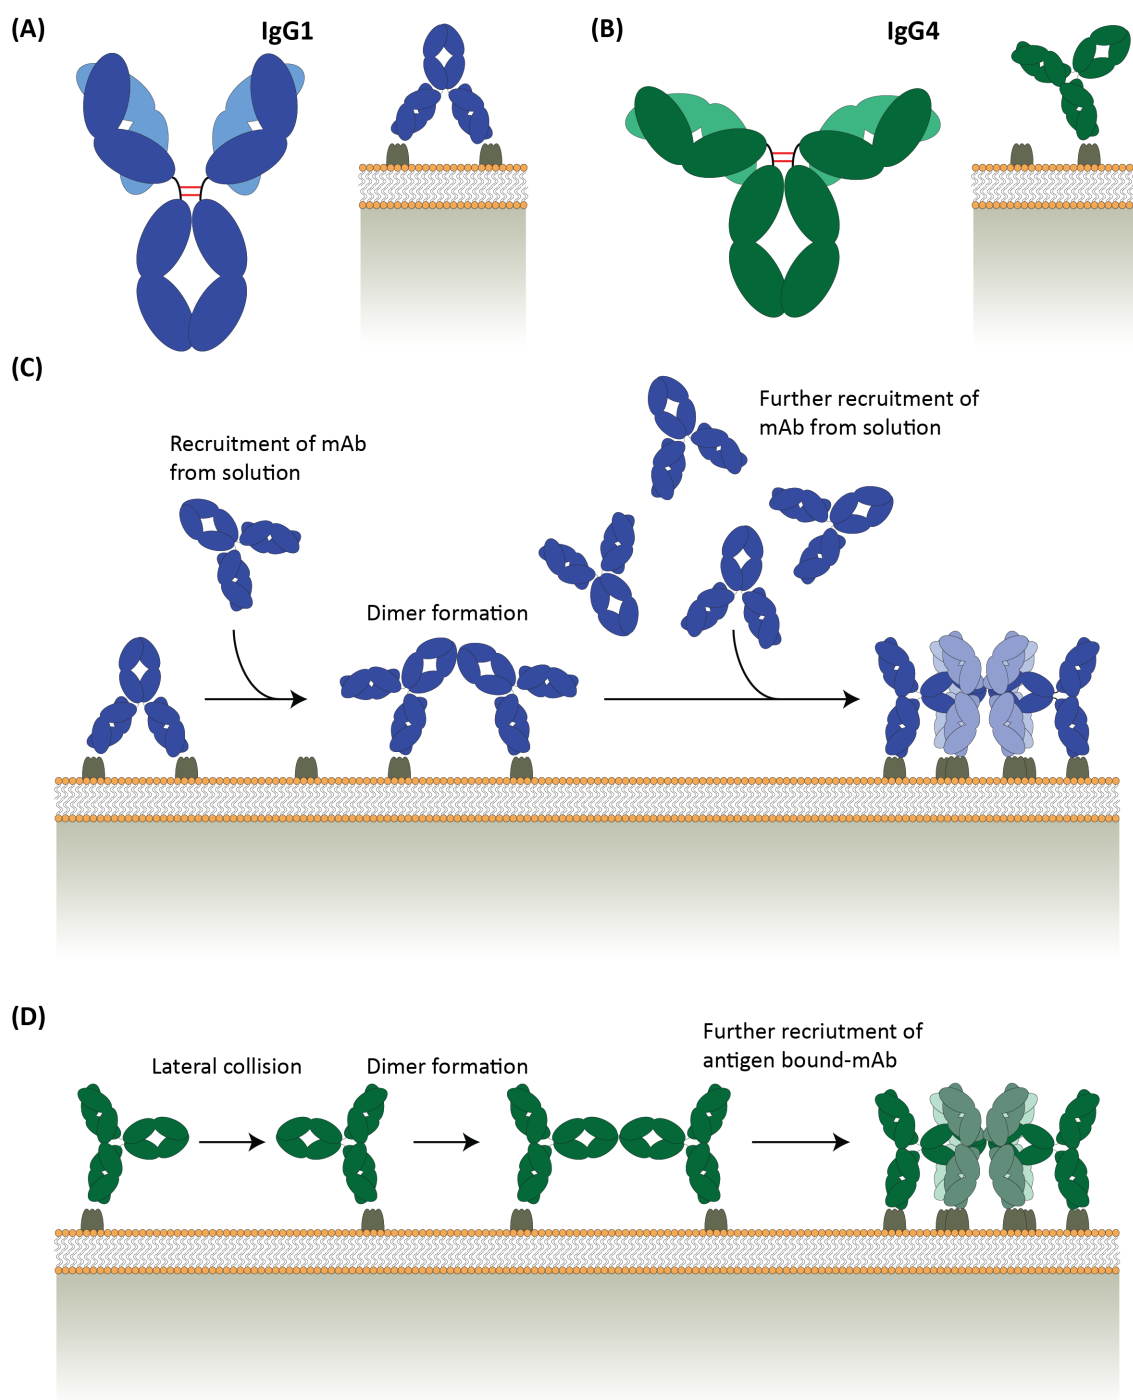 (A)
IgG1
(B)
IgG4
(C)
Recruitment of mAb
from solution
Further recruitment of
mAb from solution
Dimer formation
(D)
Lateral collision
Dimer formation
Further recriutment of
antigen bound-mAb